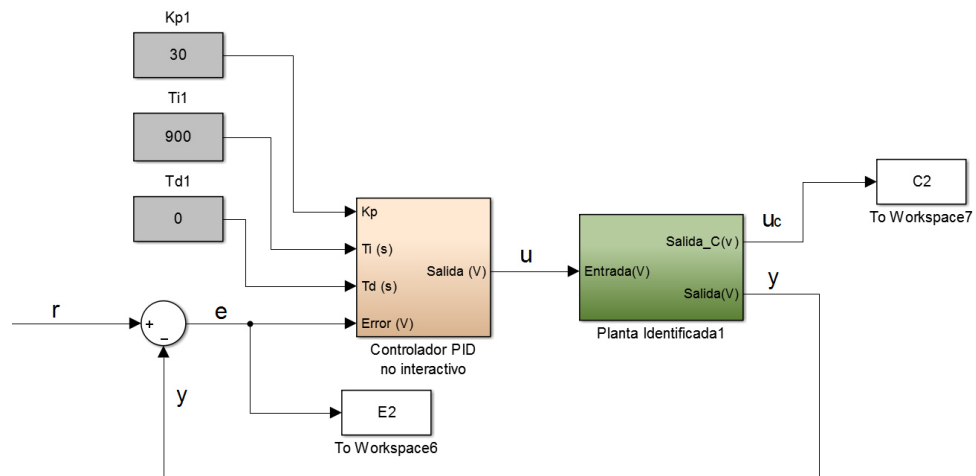 Kp1
30
Ti1
900
Td1
0
Kp
Ti (s)
Td (s)
Error (V)
Salida (V)
Controlador PID
no interactivo
u
Entrada(V)
Salida_C(v)
Salida(V)
Planta Identificada1
uc
y
C2
To Workspace7
r
+
−
e
y
E2
To Workspace6